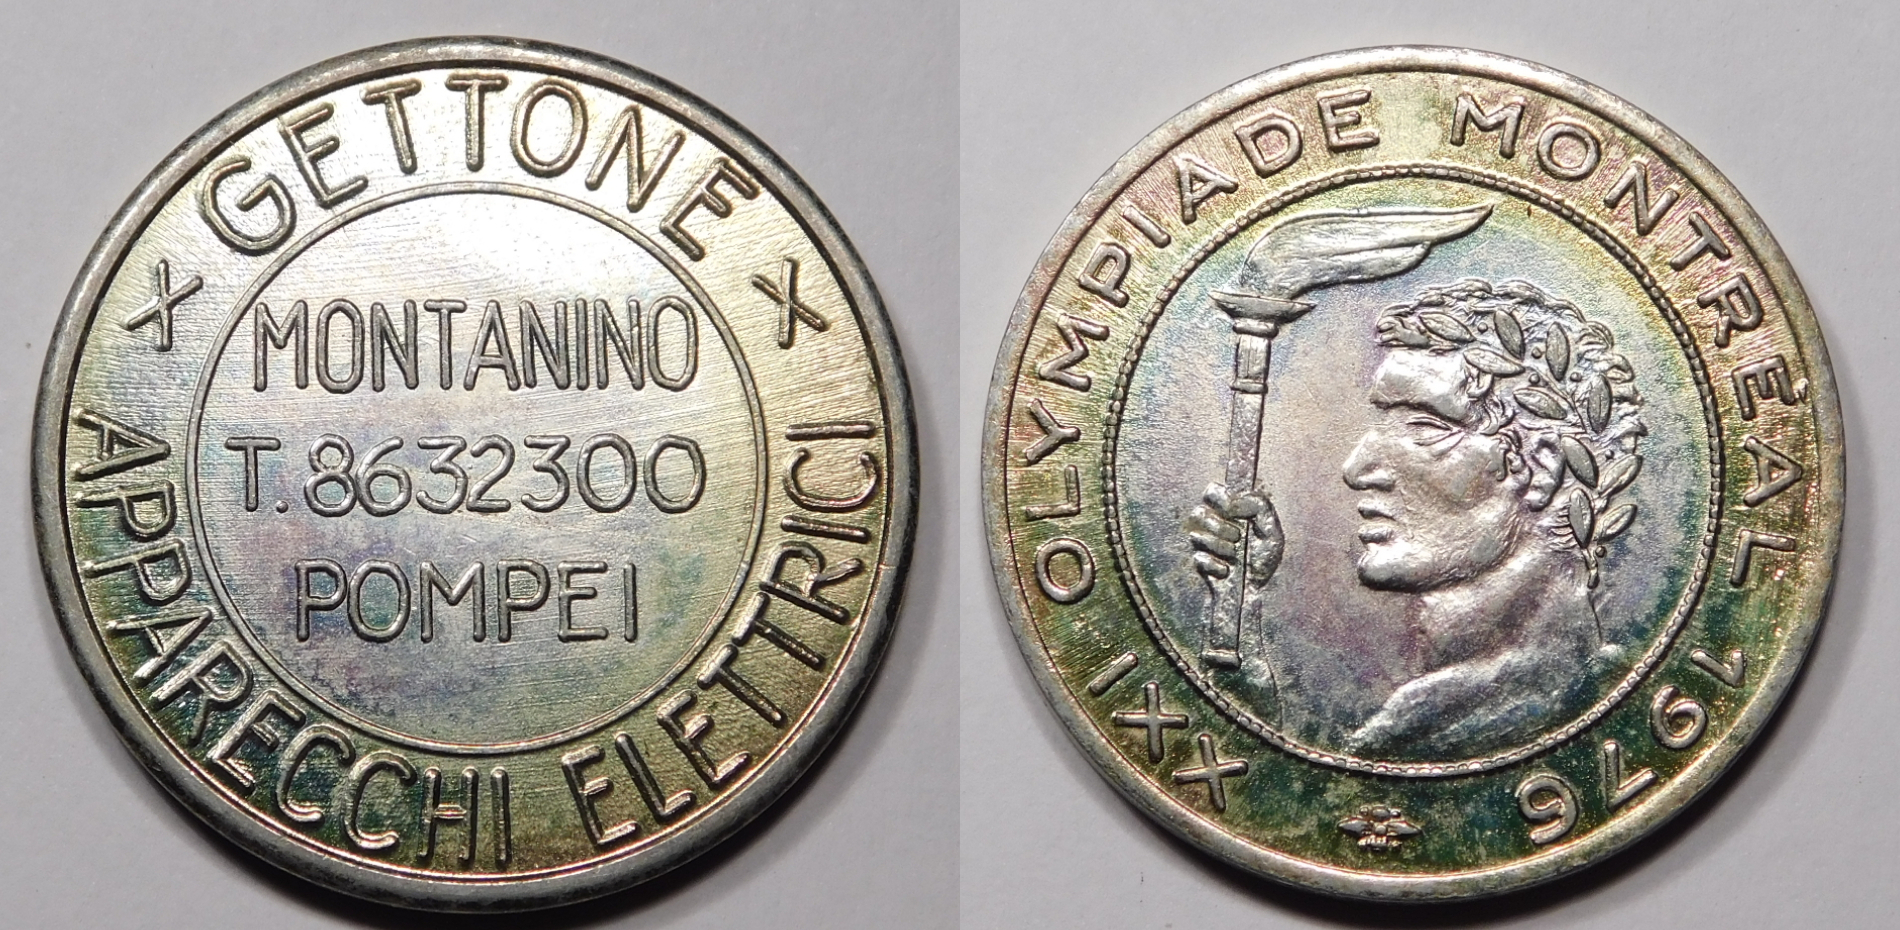 x GETTONE x
MONTANINO
T.8632300
POMPEI
APPARECCHI ELETTRICI
XXI OLYMPIADE MONTRÉAL 1976